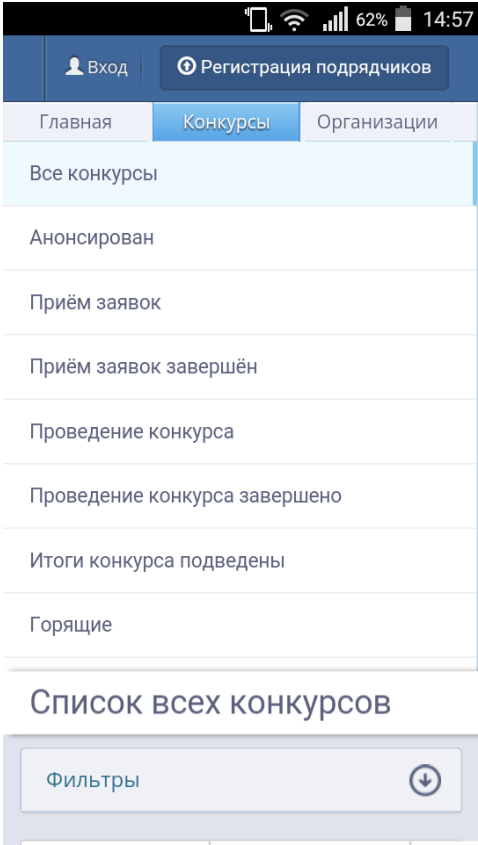 62% 14:57
Вход Регистрация подрядчиков
Главная Конкурсы Организации
Все конкурсы
Анонсирован
Приём заявок
Приём заявок завершён
Проведение конкурса
Проведение конкурса завершено
Итоги конкурса подведены
Горящие
Список всех конкурсов
Фильтры